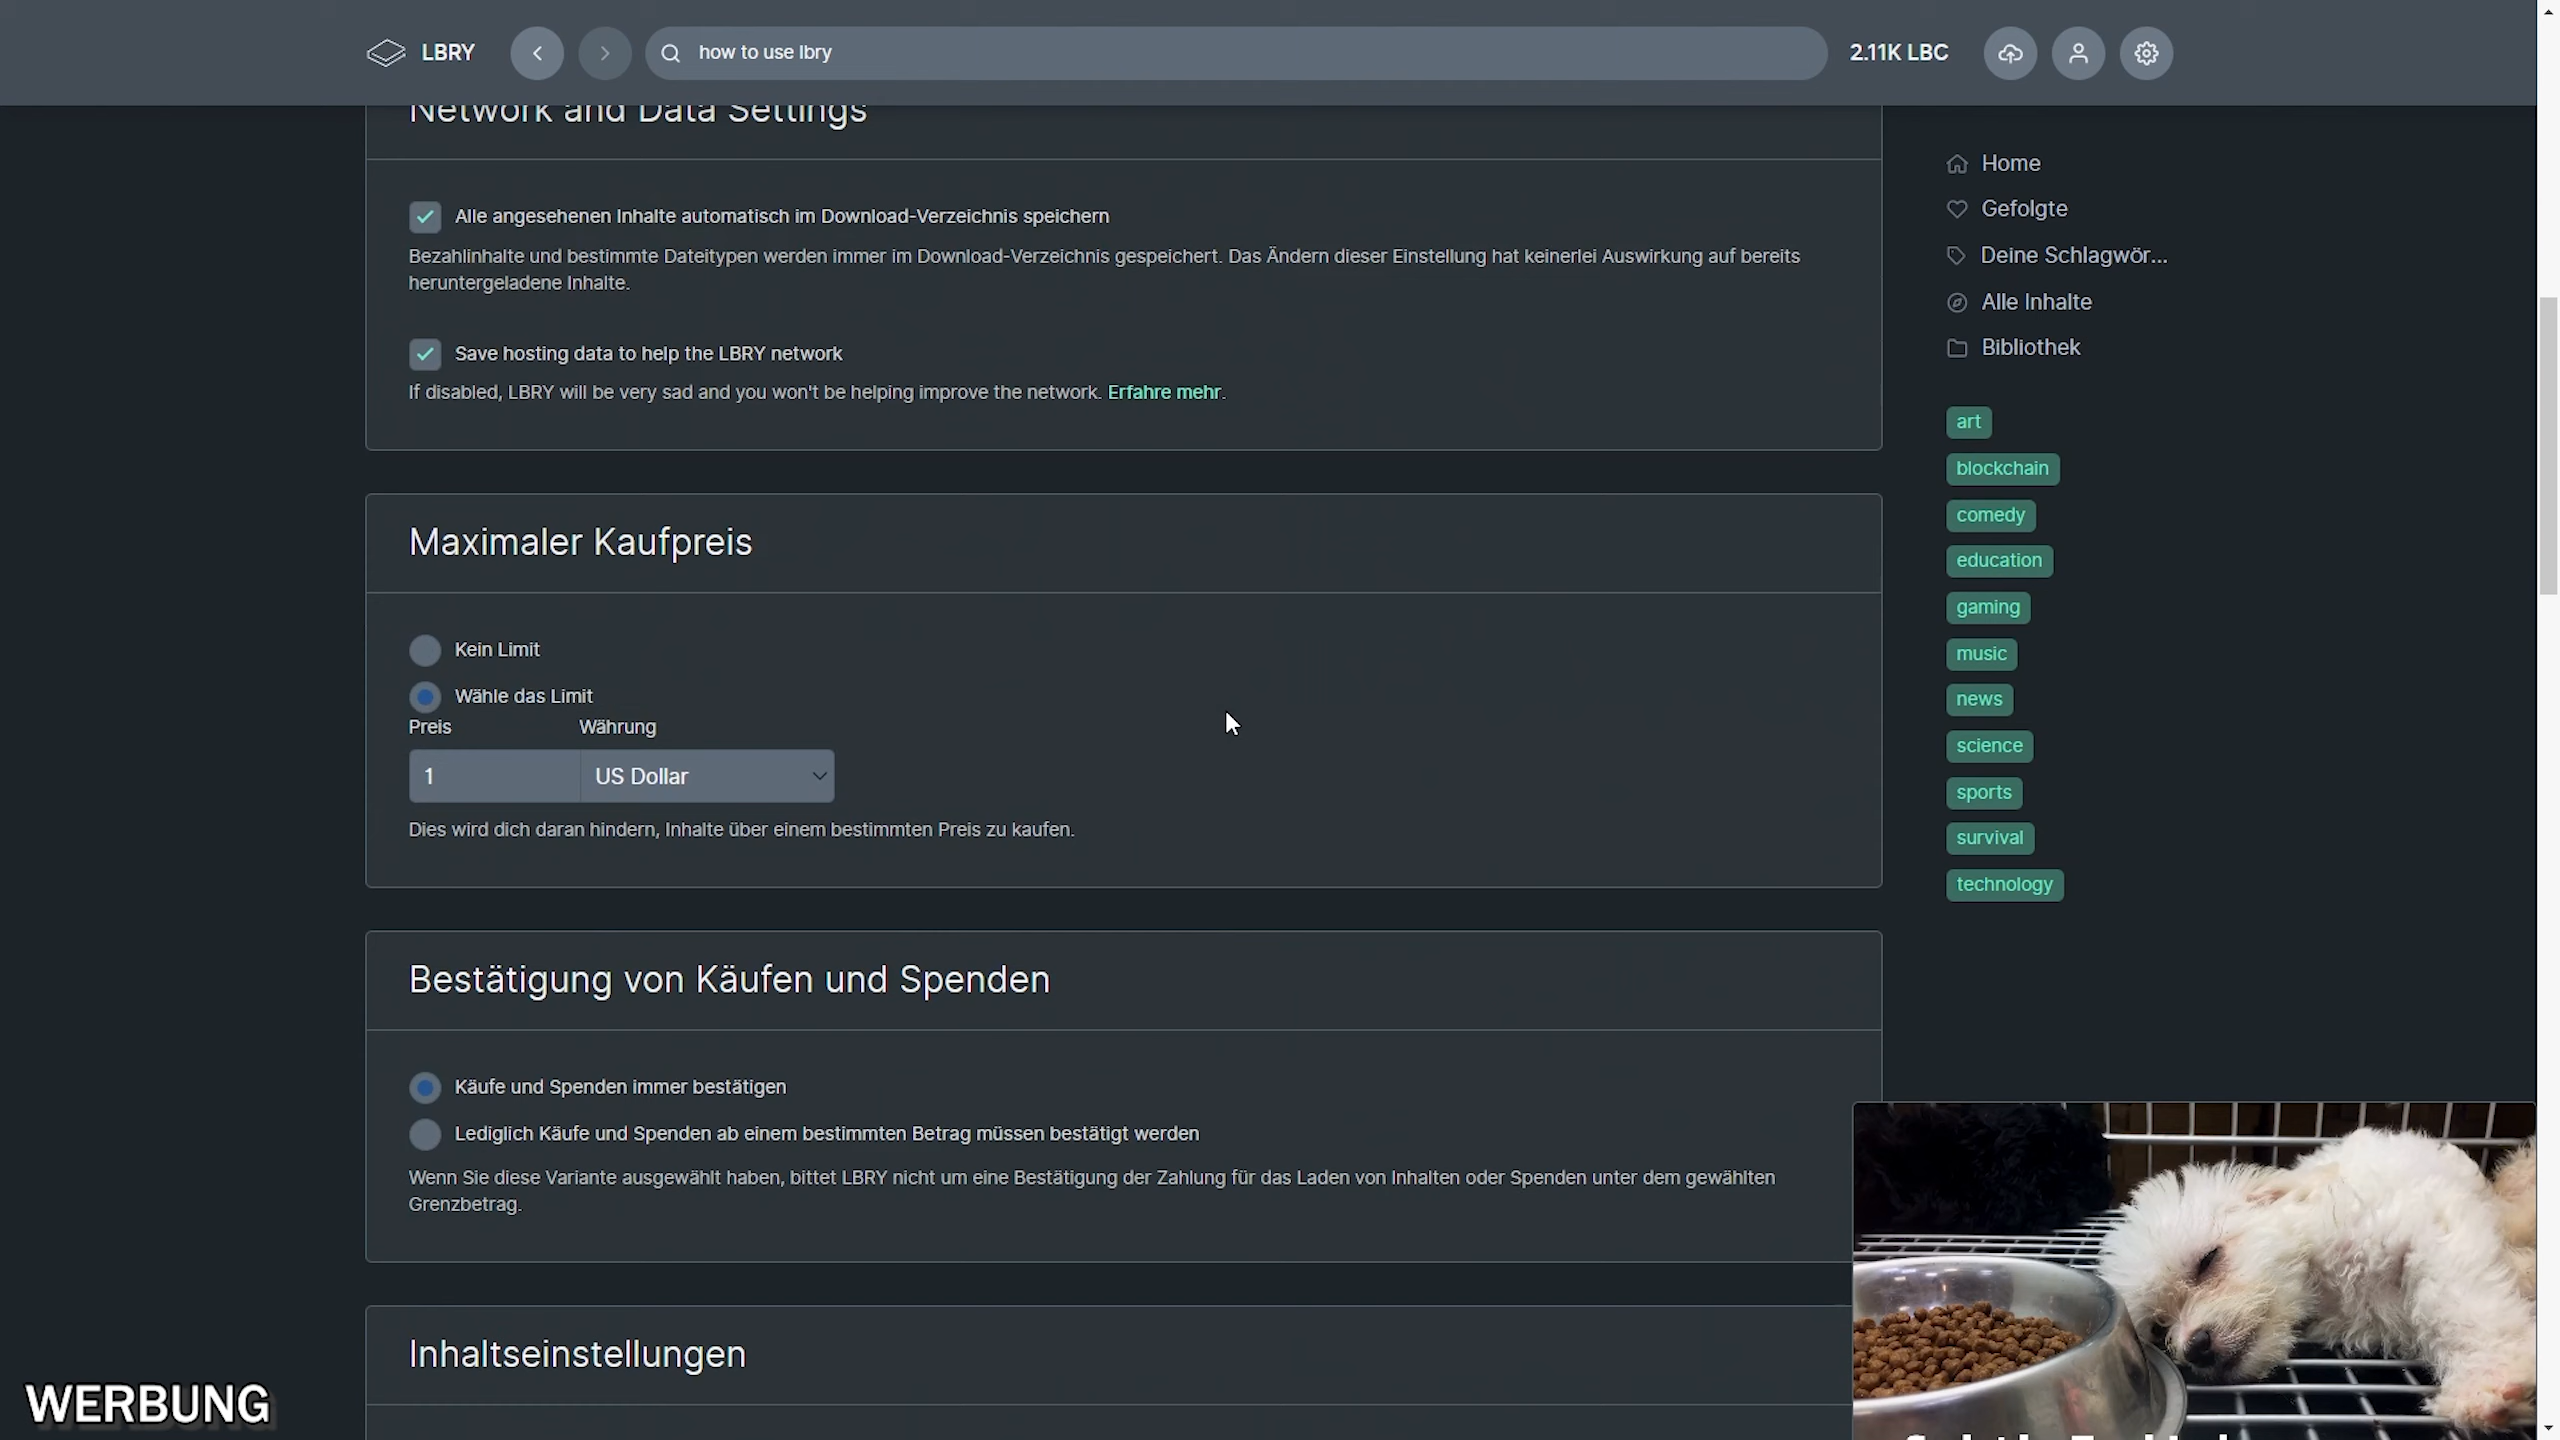 LBRY
how to use lbry
2.11K LBC
Network and Data Settings
Alle angesehenen Inhalte automatisch im Download-Verzeichnis speichern
Bezahlinhalte und bestimmte Dateitypen werden immer im Download-Verzeichnis gespeichert. Das Ändern dieser Einstellung hat keinerlei Auswirkung auf bereits
heruntergeladene Inhalte.
Save hosting data to help the LBRY network
If disabled, LBRY will be very sad and you won't be helping improve the network. Erfahre mehr.
Maximaler Kaufpreis
Kein Limit
Wähle das Limit
Preis Währung
1 US Dollar
Dies wird dich daran hindern, Inhalte über einem bestimmten Preis zu kaufen.
Bestätigung von Käufen und Spenden
Käufe und Spenden immer bestätigen
Lediglich Käufe und Spenden ab einem bestimmten Betrag müssen bestätigt werden
Wenn Sie diese Variante ausgewählt haben, bittet LBRY nicht um eine Bestätigung der Zahlung für das Laden von Inhalten oder Spenden unter dem gewählten
Grenzbetrag.
Inhaltseinstellungen
Home
Gefolgte
Deine Schlagwör...
Alle Inhalte
Bibliothek
art
blockchain
comedy
education
gaming
music
news
science
sports
survival
technology
WERBUNG